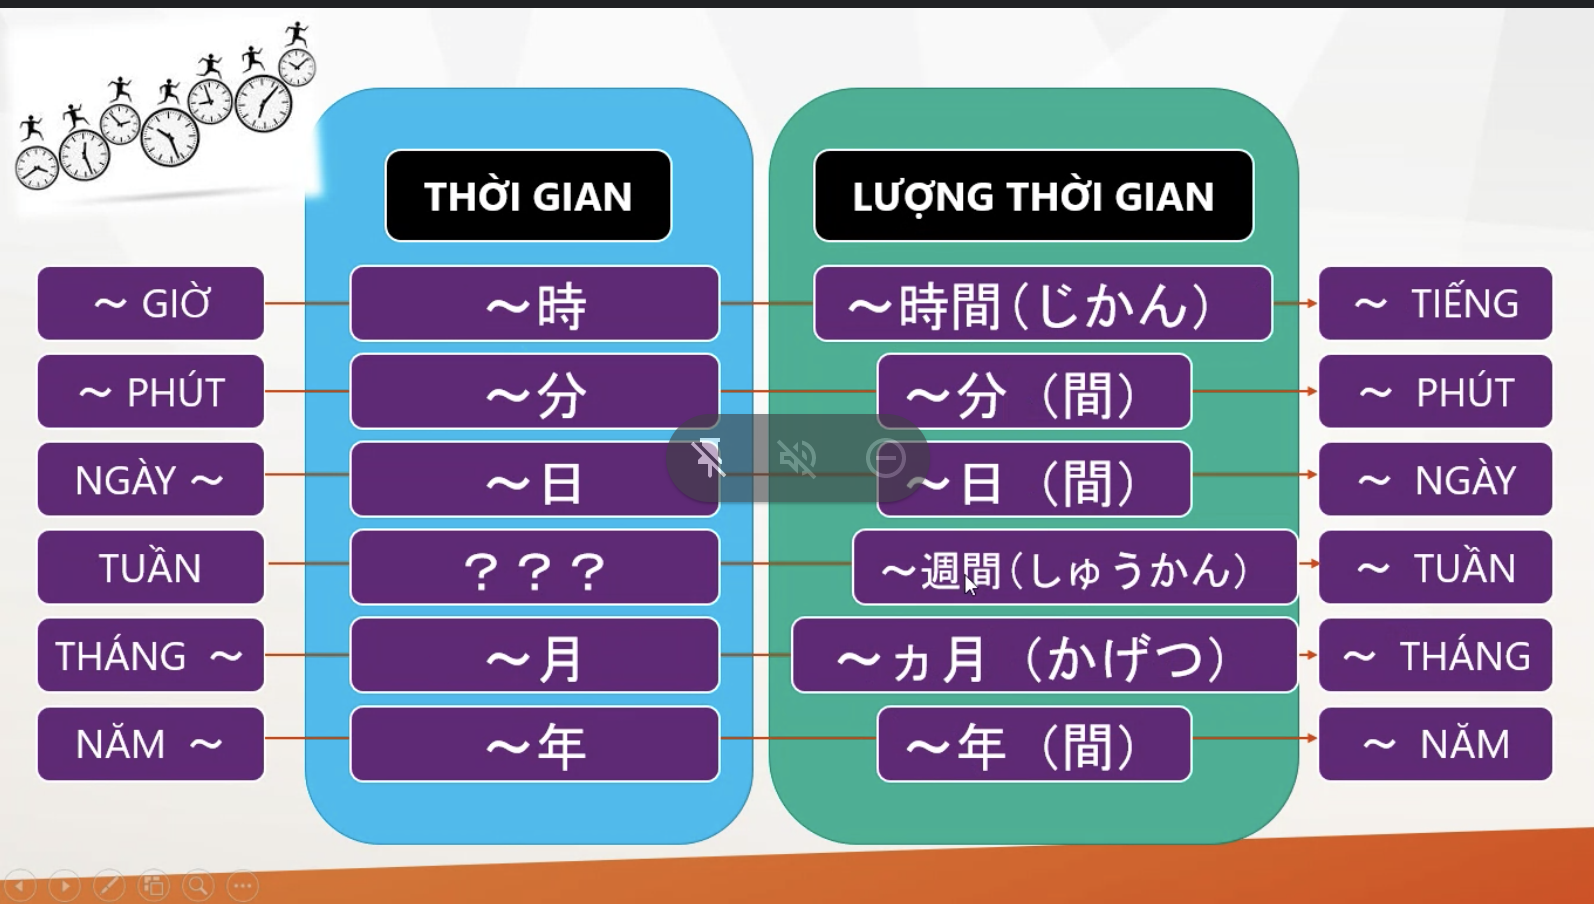 THỜI GIAN
LƯỢNG THỜI GIAN
～ GIỜ
～時
～時間（じかん）
～ TIẾNG
～ PHÚT
～分
～分（間）
～ PHÚT
NGÀY ～
～日
～日（間）
～ NGÀY
TUẦN
？？？
～週間（しゅうかん）
～ TUẦN
THÁNG ～
～月
～ヵ月（かげつ）
～ THÁNG
NĂM ～
～年
～年（間）
～ NĂM